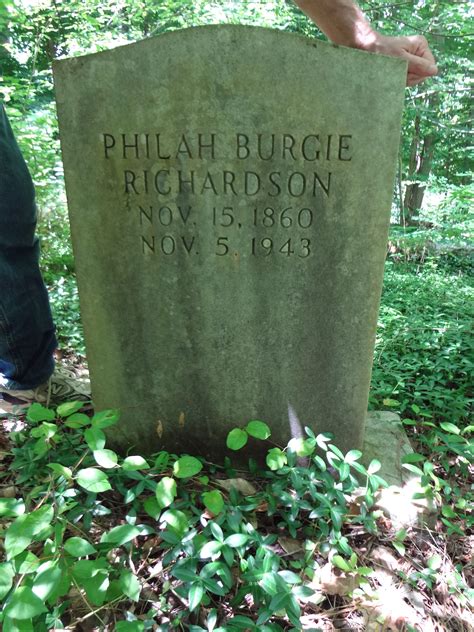 PHILAH BURGIE
RICHARDSON
NOV. 15, 1860
NOV. 5, 1943